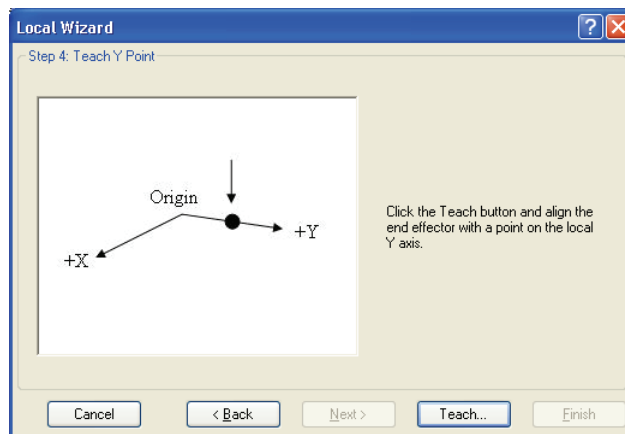 Local Wizard
Step 4: Teach Y Point
Origin
+Y
+X
Click the Teach button and align the
end effector with a point on the local
Y axis.
Cancel
< Back
Next >
Teach...
Finish